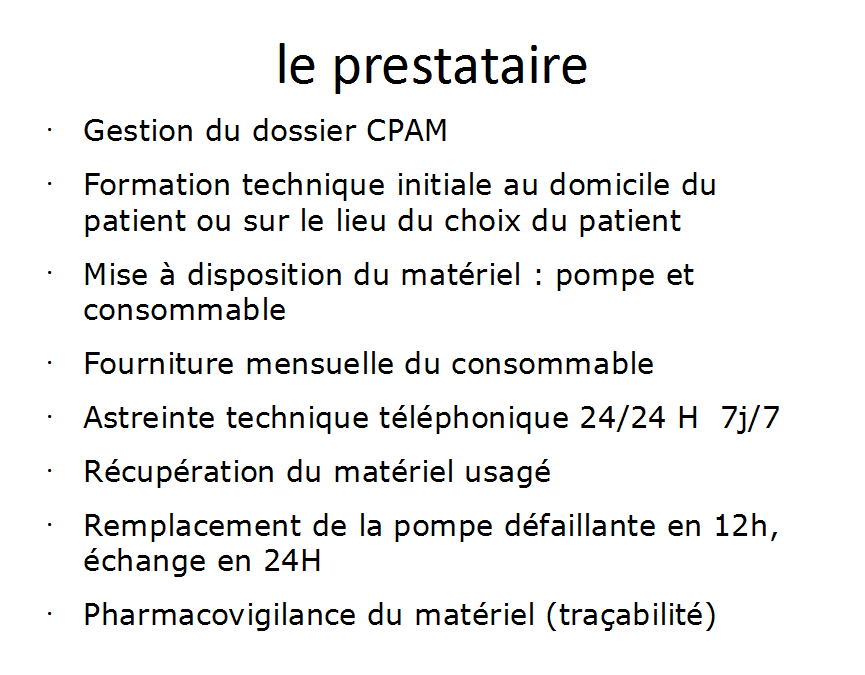 le prestataire
· Gestion du dossier CPAM
· Formation technique initiale au domicile du
patient ou sur le lieu du choix du patient
· Mise à disposition du matériel : pompe et
consommable
· Fourniture mensuelle du consommable
· Astreinte technique téléphonique 24/24 H  7j/7
· Récupération du matériel usagé
· Remplacement de la pompe défaillante en 12h,
échange en 24H
· Pharmacovigilance du matériel (traçabilité)